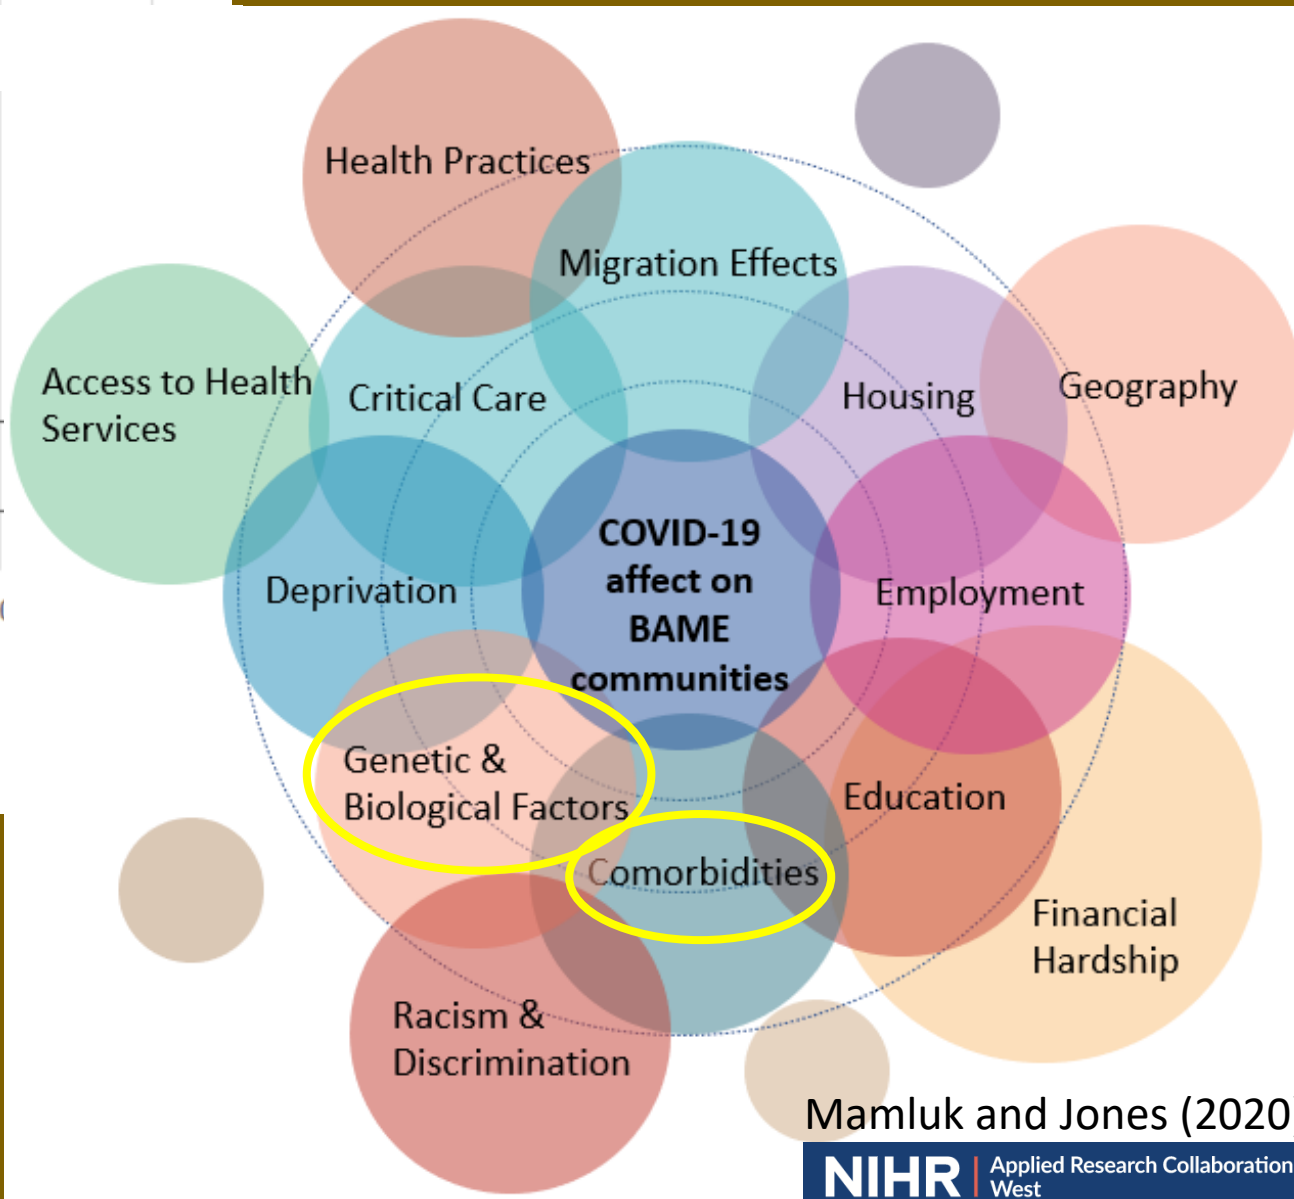 Health Practices
Migration Effects
Access to Health
Services
Critical Care
Housing
Geography
COVID-19
affect on
BAME
communities
Deprivation
Employment
Genetic &
Biological Factors
Education
Comorbidities
Financial
Hardship
Racism &
Discrimination
Mamluk and Jones (2020)
NIHR | Applied Research Collaboration
West